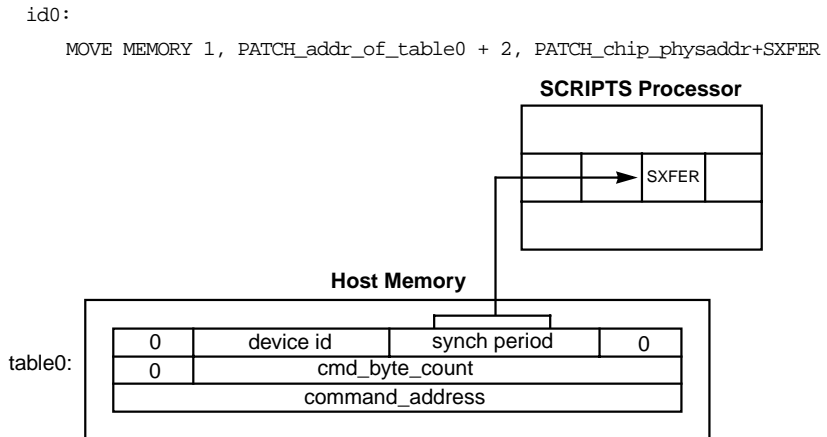 id0:
MOVE MEMORY 1, PATCH_addr_of_table0 + 2, PATCH_chip_physaddr+SXFER
SCRIPTS Processor
SXFER
Host Memory
table0:
0 device id synch period 0
0 cmd_byte_count
command_address